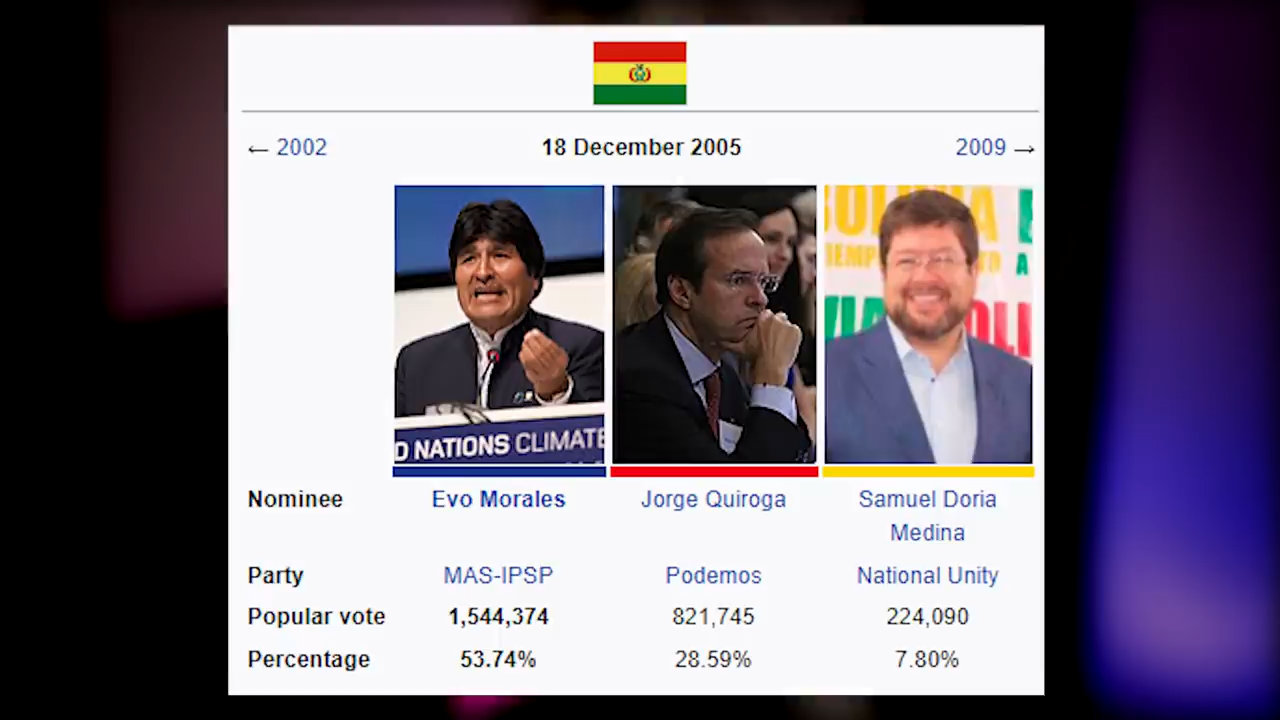 ← 2002 18 December 2005 2009 →
OLIVIA
D NATIONS CLIMATE
Nominee Evo Morales Jorge Quiroga Samuel Doria Medina
Party MAS-IPSP Podemos National Unity
Popular vote 1,544,374 821,745 224,090
Percentage 53.74% 28.59% 7.80%